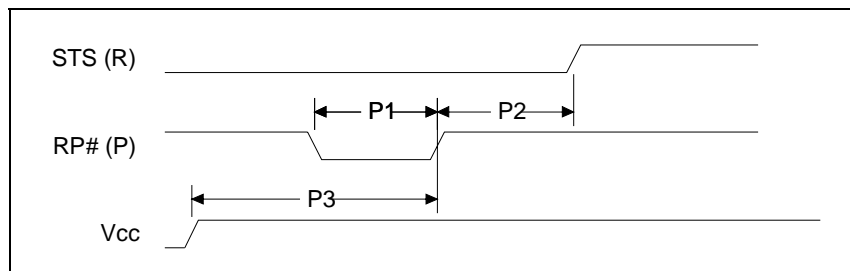 STS (R)
P1
P2
RP# (P)
P3
Vcc